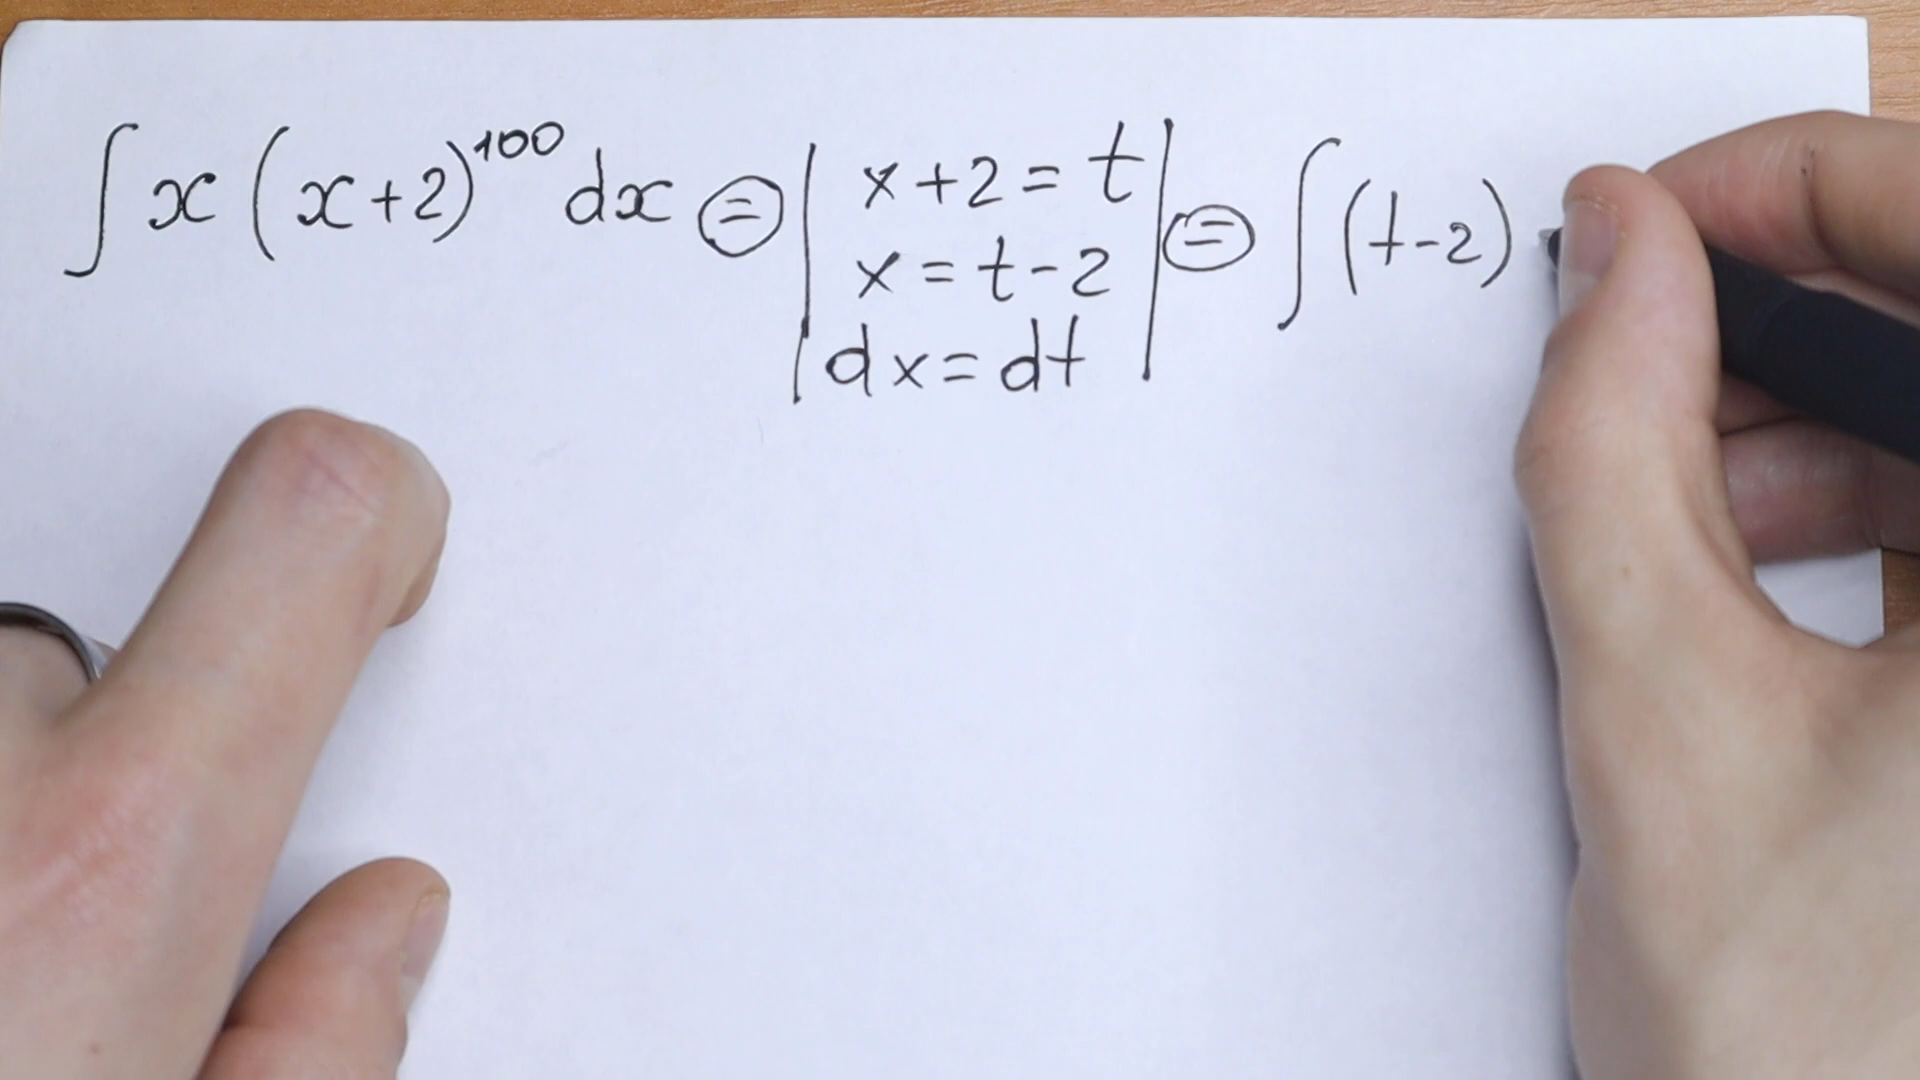 ∫ x (x+2)^100 dx ⊜ | x+2=t | ⊜ ∫ (t-2)
x=t-2
dx=dt